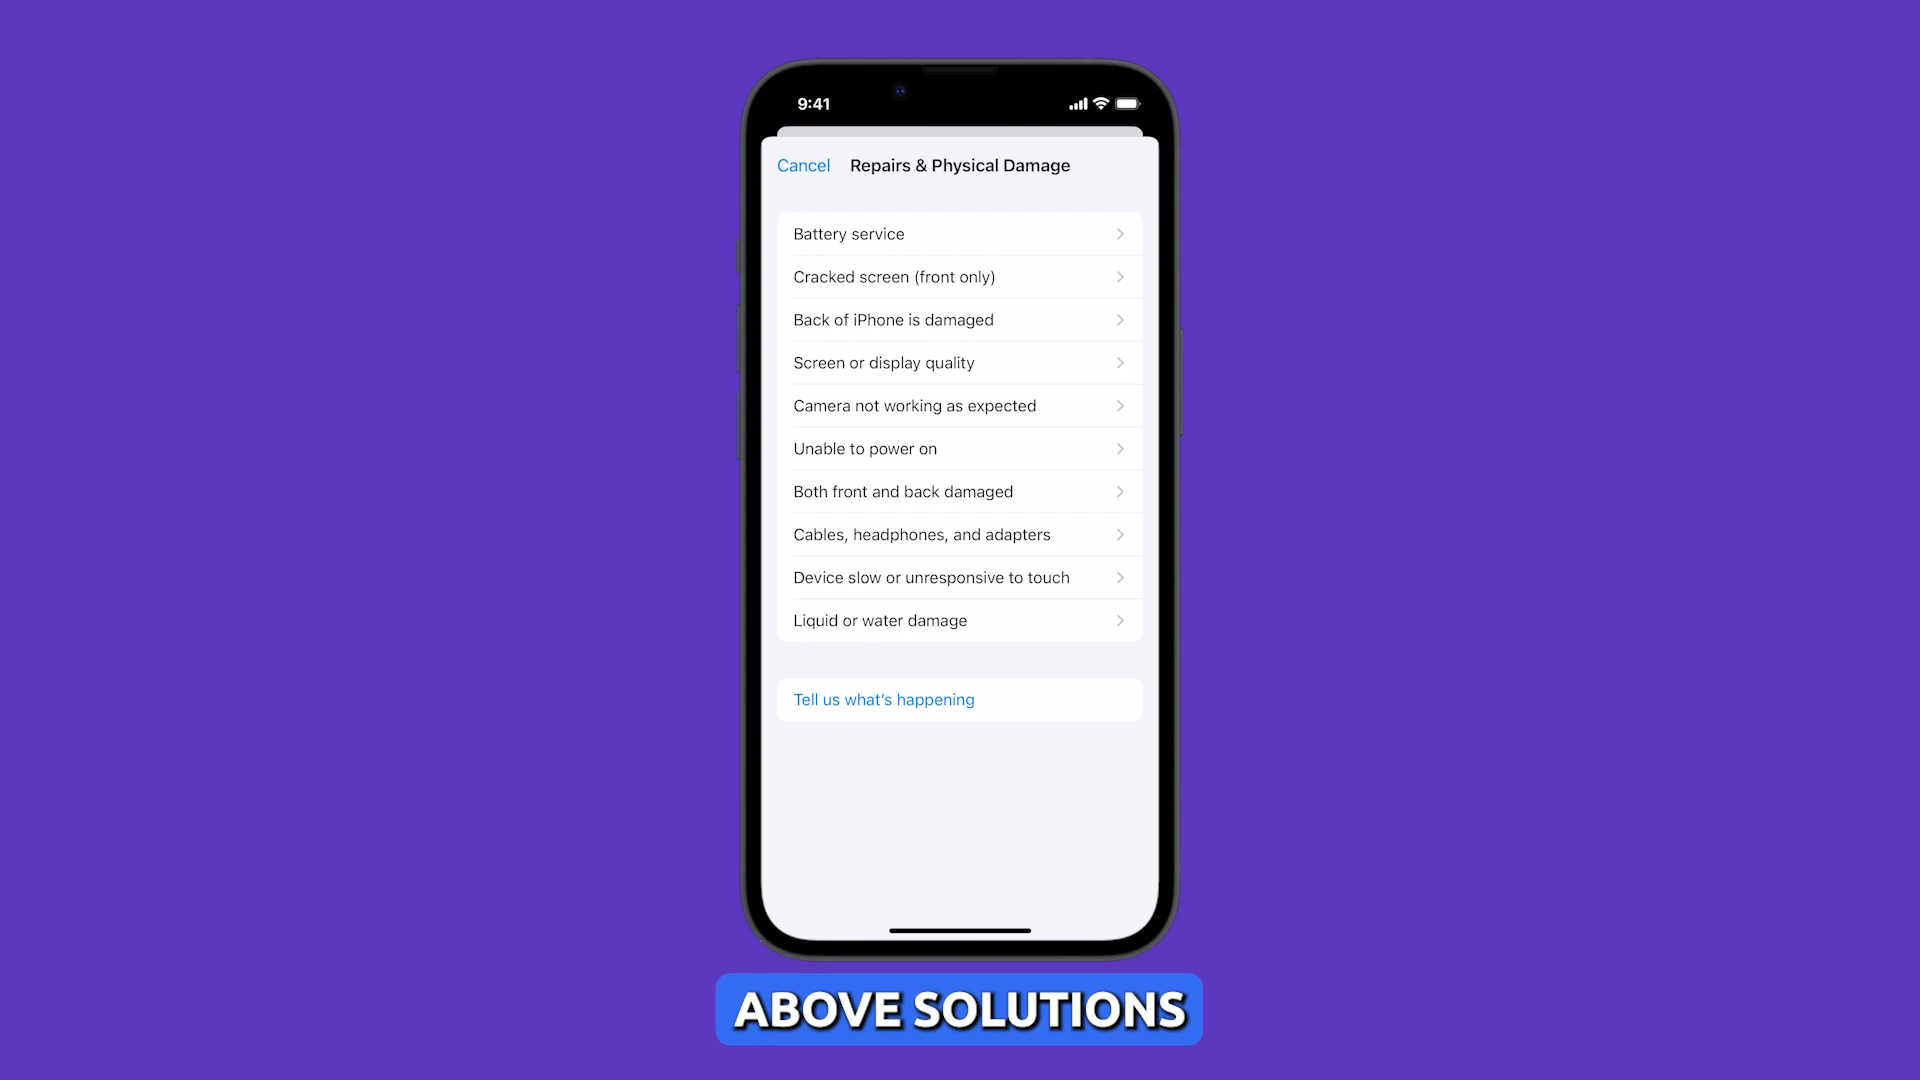 9:41
Cancel Repairs & Physical Damage
Battery service
Cracked screen (front only)
Back of iPhone is damaged
Screen or display quality
Camera not working as expected
Unable to power on
Both front and back damaged
Cables, headphones, and adapters
Device slow or unresponsive to touch
Liquid or water damage
Tell us what’s happening
ABOVE SOLUTIONS